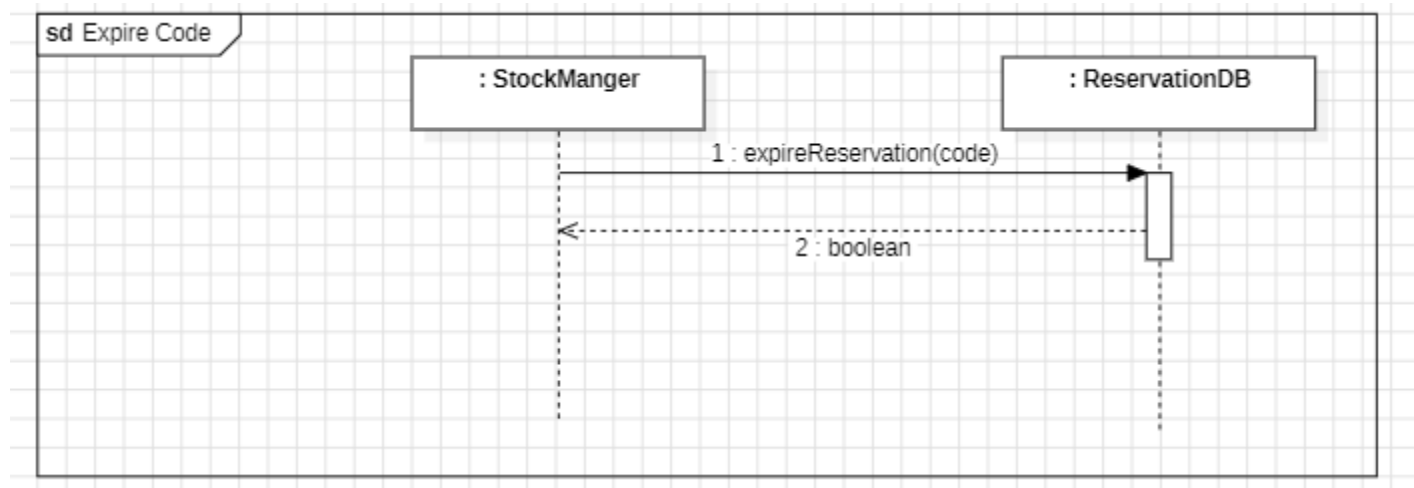 sd Expire Code
: StockManger
: ReservationDB
1 : expireReservation(code)
2 : boolean